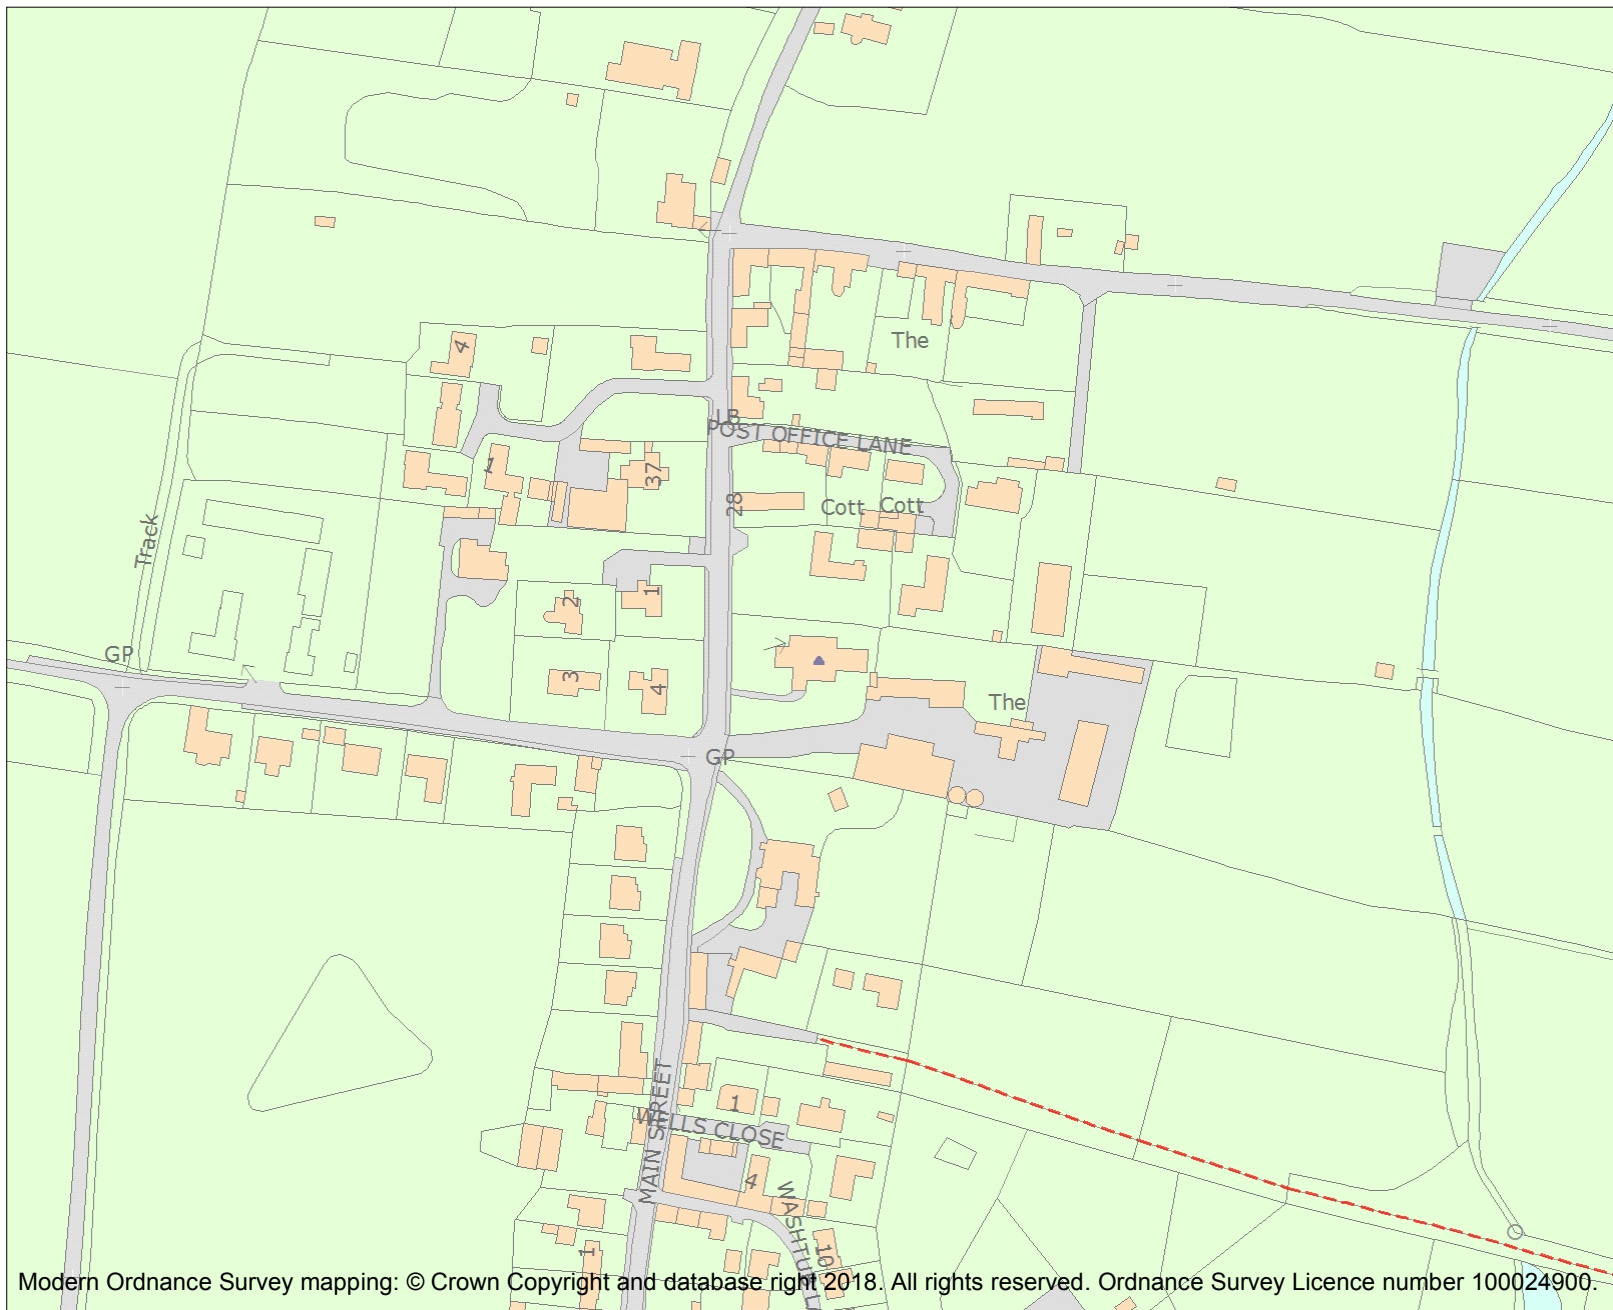 The
4
LB
POST OFFICE LANE
1
37
28
Cott
Cott
Track
2
1
GP
3
4
The
GP
MAIN STREET
1
WELLS CLOSE
4
WASHTUB L
10
1
Modern Ordnance Survey mapping: © Crown Copyright and database right 2018. All rights reserved. Ordnance Survey Licence number 100024900.